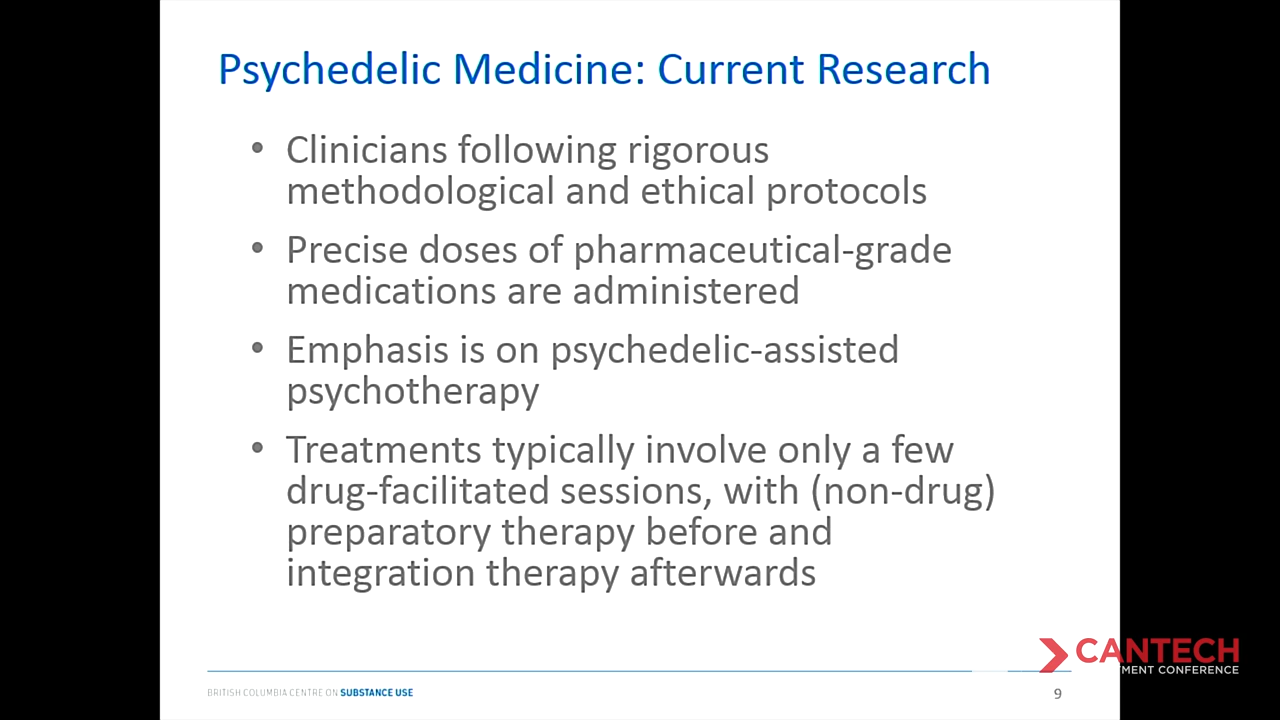 Psychedelic Medicine: Current Research
• Clinicians following rigorous
methodological and ethical protocols
• Precise doses of pharmaceutical-grade
medications are administered
• Emphasis is on psychedelic-assisted
psychotherapy
• Treatments typically involve only a few
drug-facilitated sessions, with (non-drug)
preparatory therapy before and
integration therapy afterwards
CANTECH
MENT CONFERENCE
BRITISH COLUMBIA CENTRE ON SUBSTANCE USE
9